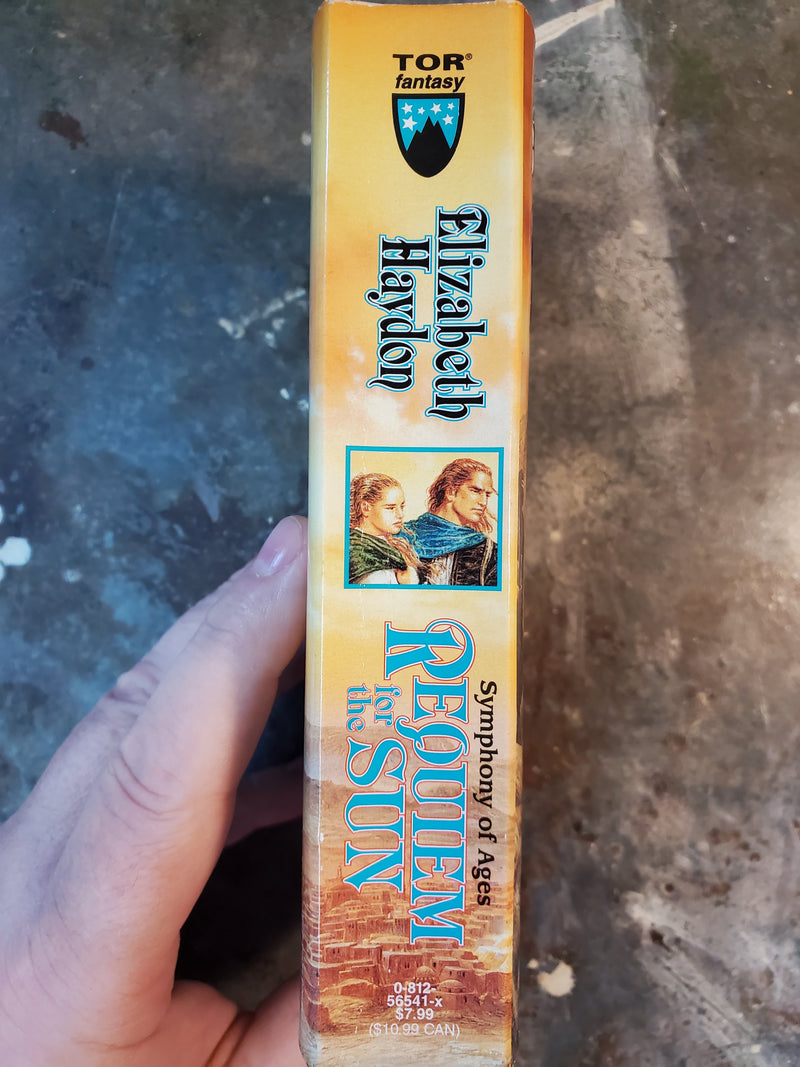 TOR®
fantasy
Elizabeth
Haydon
Symphony of Ages
REQUIEM
for
the SUN
0-812-
56541-x
$7.99
($10.99 CAN)